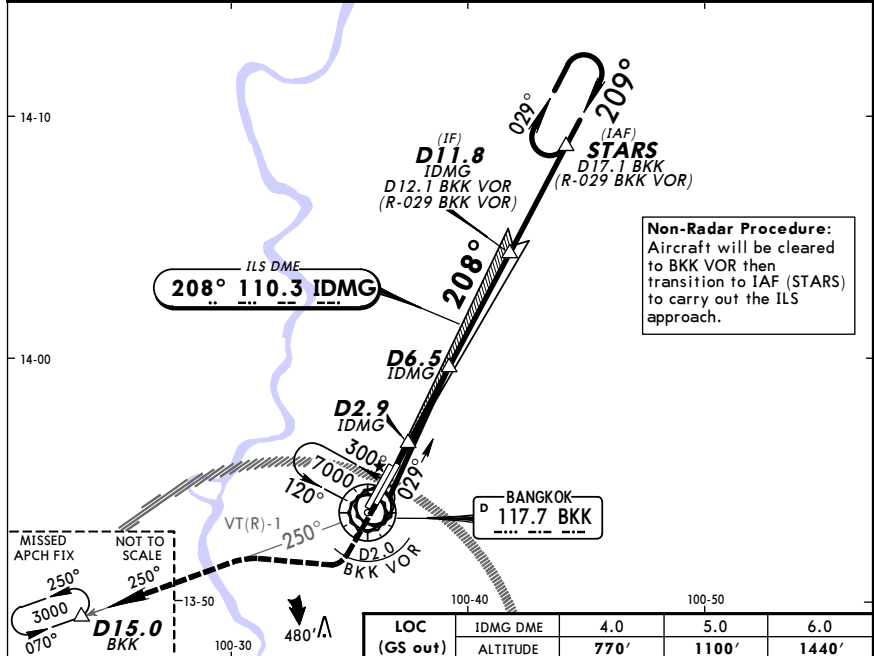 14-10
029°
209°
(IAF)
STARS
D17.1 BKK
(R-029 BKK VOR)
(IF)
D11.8
IDMG
D12.1 BKK VOR
(R-029 BKK VOR)
Non-Radar Procedure:
Aircraft will be cleared
to BKK VOR then
transition to IAF (STARS)
to carry out the ILS
approach.
208°
ILS DME
208° 110.3 IDMG
14-00
D6.5
IDMG
D2.9
IDMG
300°
7000
120°
029°
VT(R)-1
250°
BANGKOK
D 117.7 BKK
D2.0
BKK VOR
MISSED
APCH FIX
NOT TO
SCALE
250°
250°
3000
070°
D15.0
BKK
13-50
100-30
480'
100-40
100-50
LOC
(GS out)
IDMG DME 4.0 5.0 6.0
ALTITUDE 770' 1100' 1440'